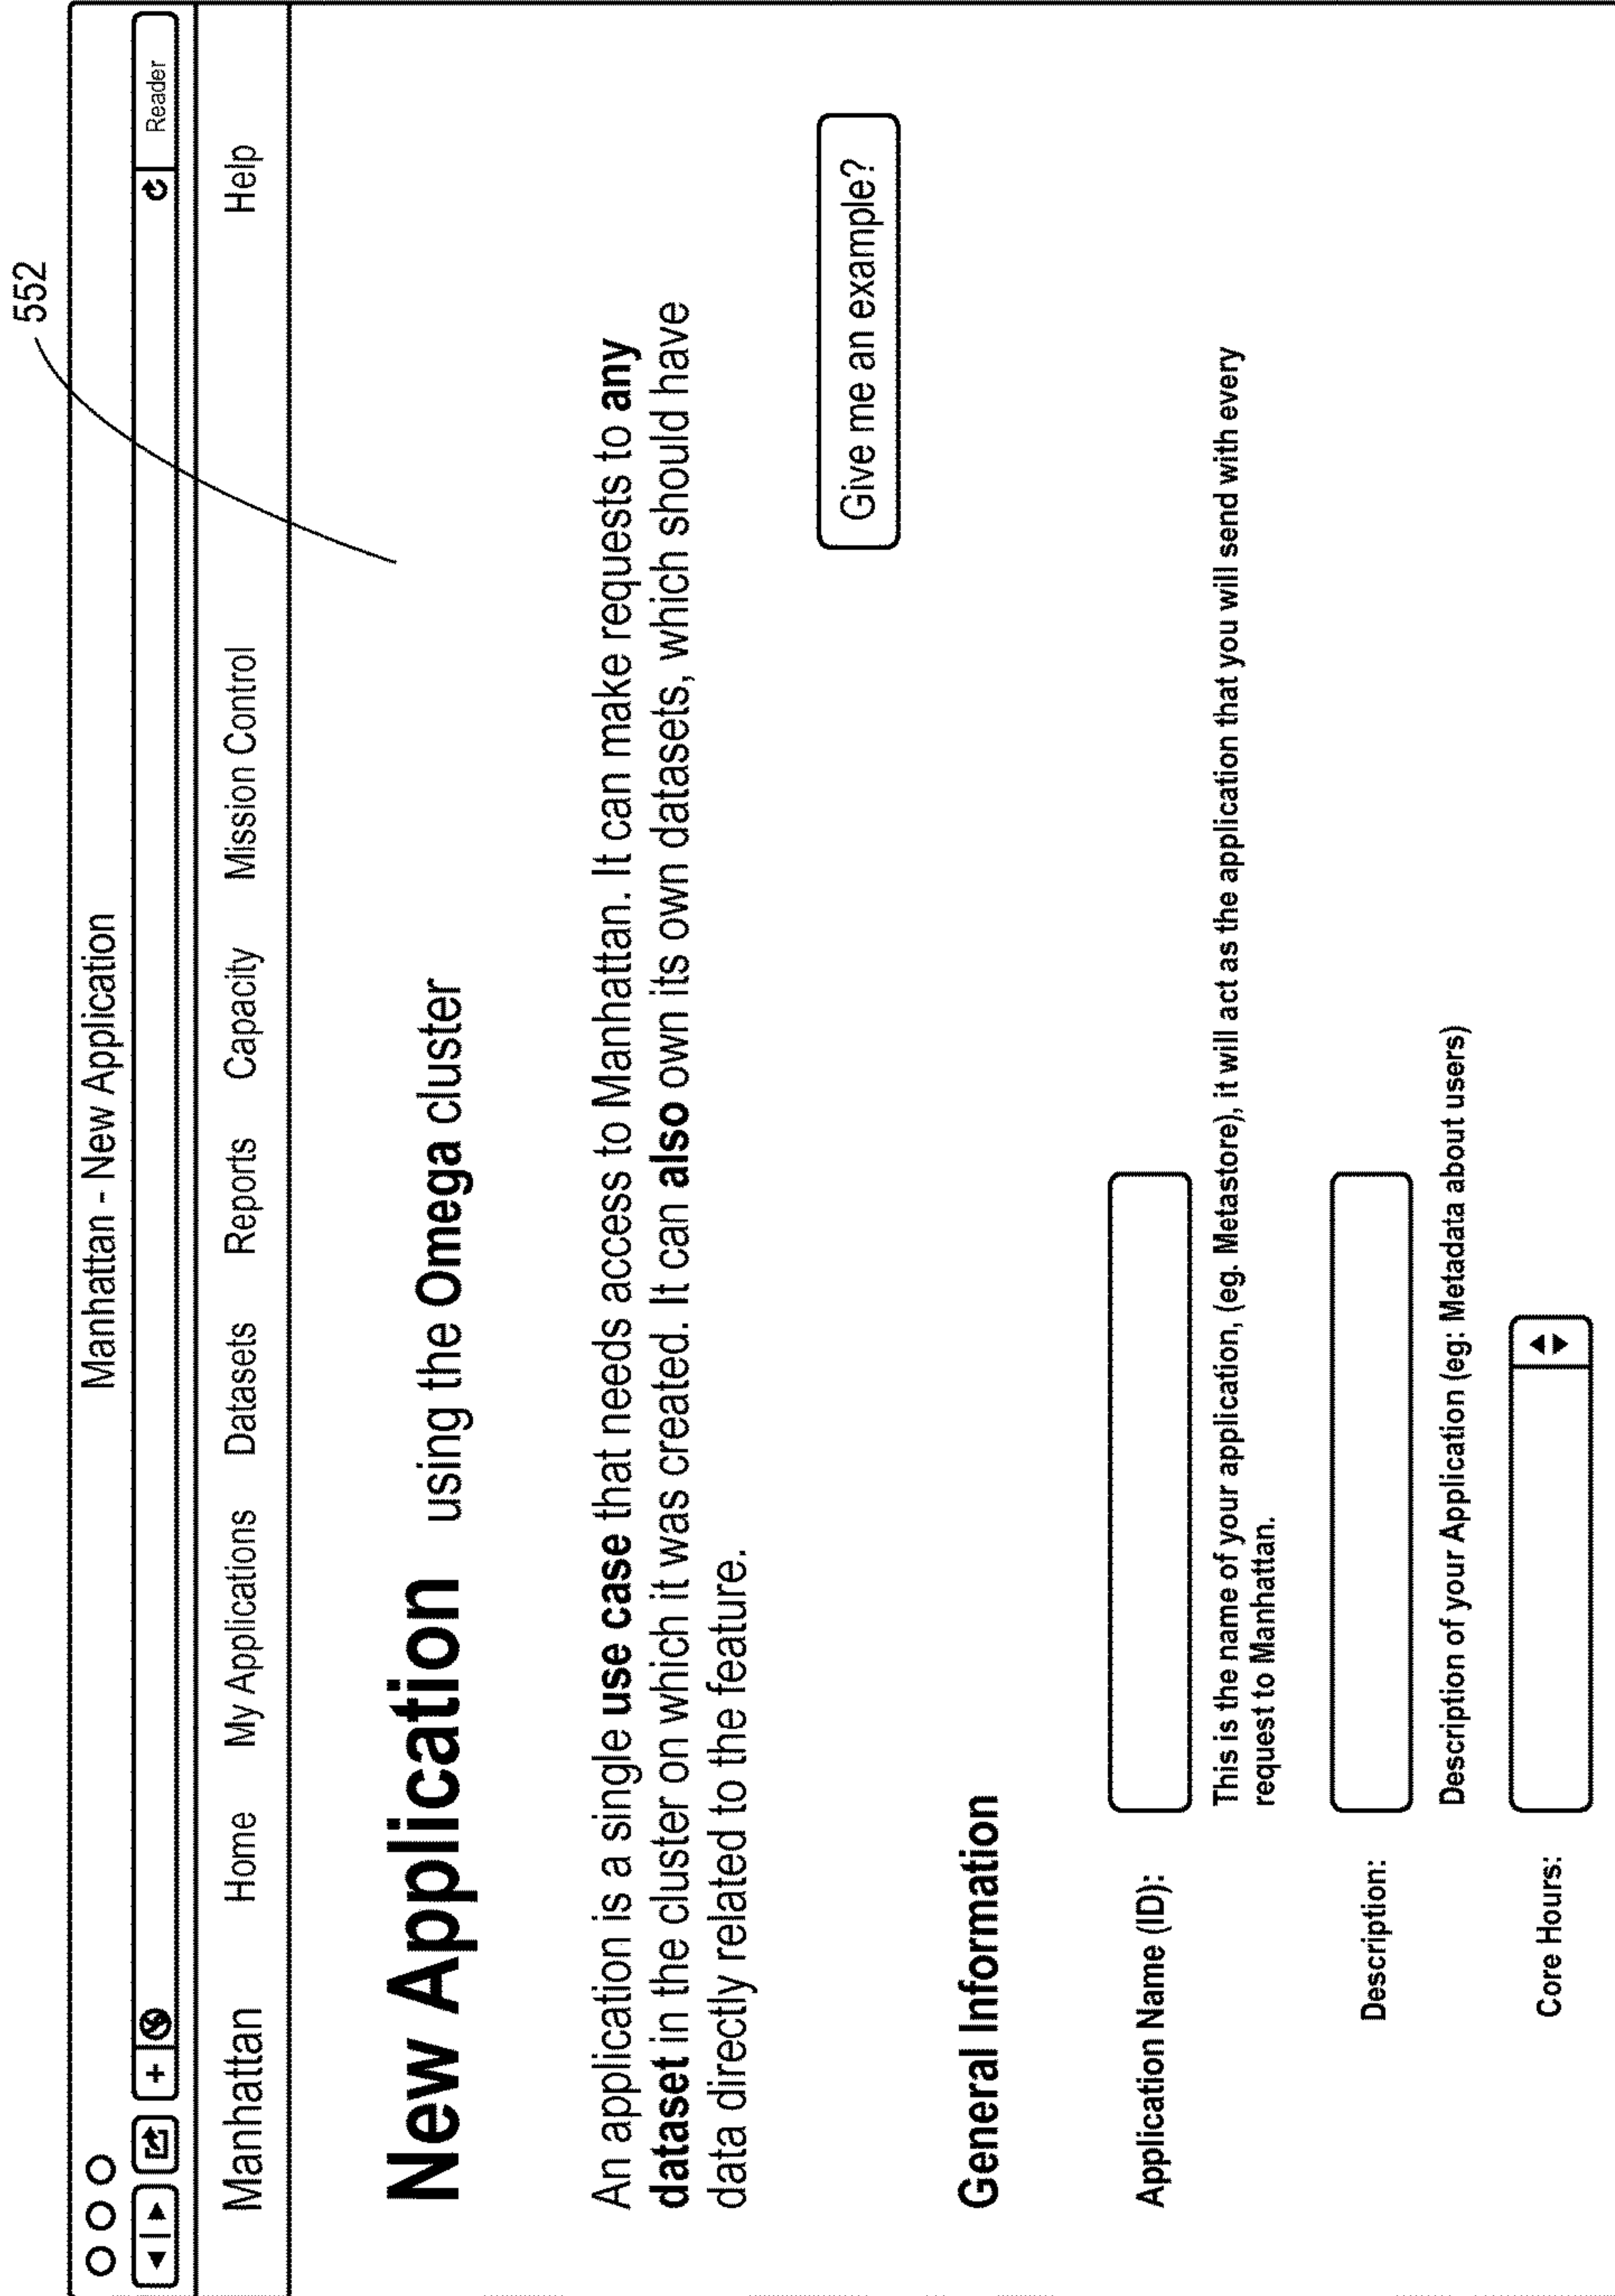 552
Manhattan - New Application
Reader
Manhattan Home My Applications Datasets Reports Capacity Mission Control Help
New Application using the Omega cluster
An application is a single use case that needs access to Manhattan. It can make requests to any
dataset in the cluster on which it was created. It can also own its own datasets, which should have
data directly related to the feature.
Give me an example?
General Information
Application Name (ID):
This is the name of your application, (eg. Metastore), it will act as the application that you will send with every
request to Manhattan.
Description:
Description of your Application (eg: Metadata about users)
Core Hours: